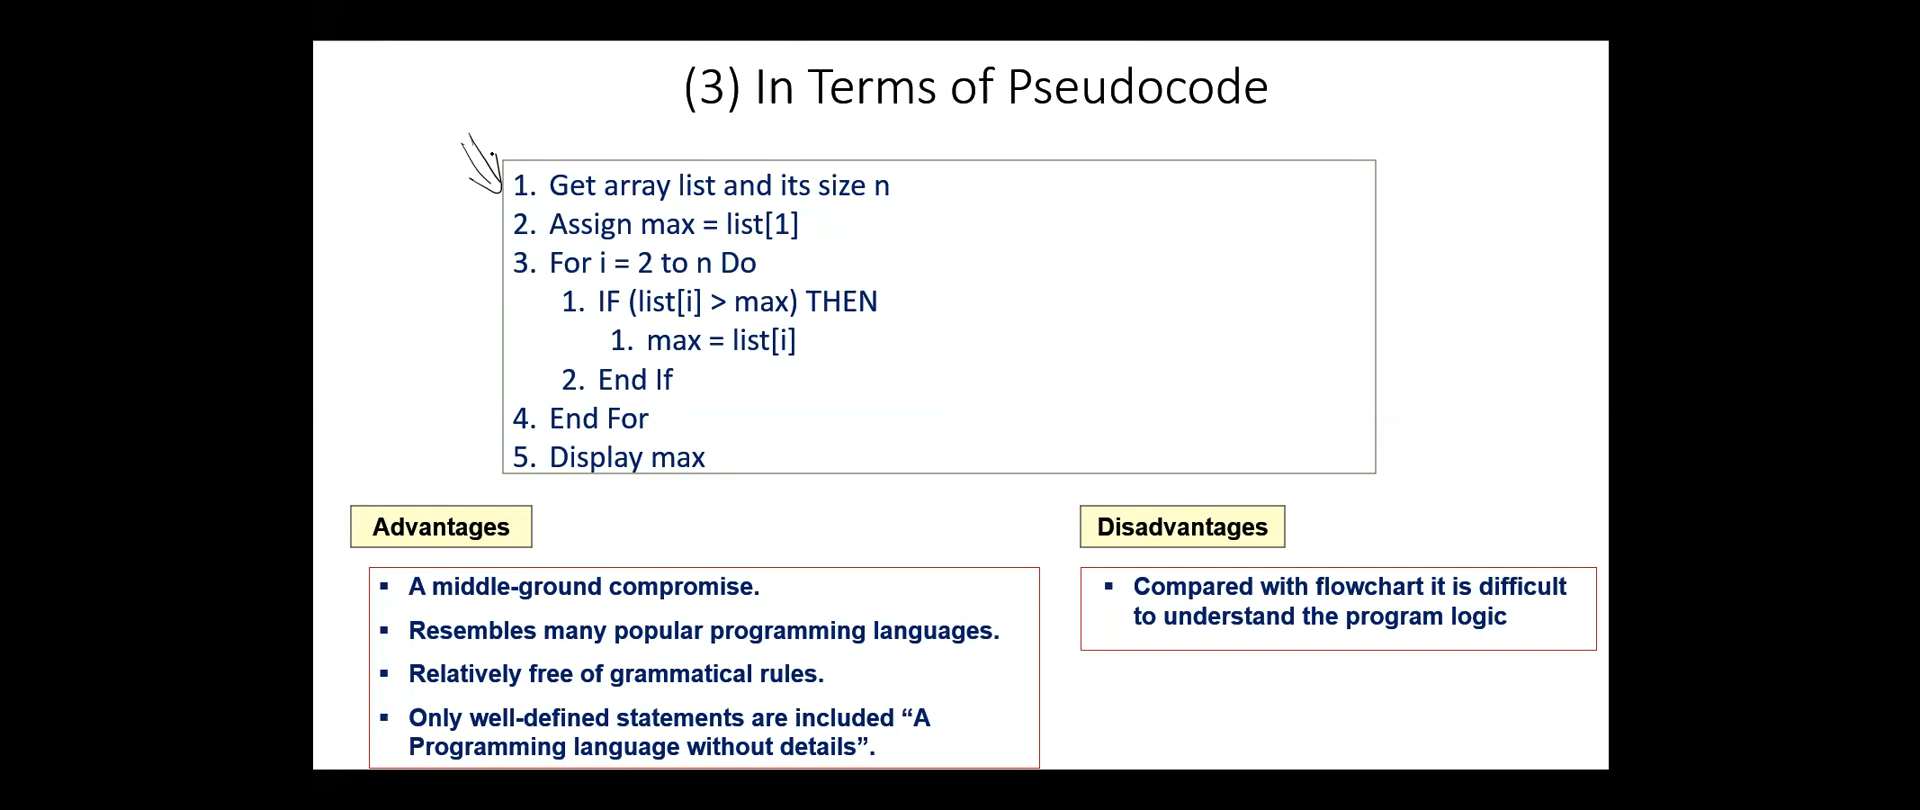 (3) In Terms of Pseudocode
1. Get array list and its size n
2. Assign max = list[1]
3. For i = 2 to n Do
1. IF (list[i] > max) THEN
1. max = list[i]
2. End If
4. End For
5. Display max
Advantages
▪ A middle-ground compromise.
▪ Resembles many popular programming languages.
▪ Relatively free of grammatical rules.
▪ Only well-defined statements are included “A
Programming language without details”.
Disadvantages
▪ Compared with flowchart it is difficult
to understand the program logic